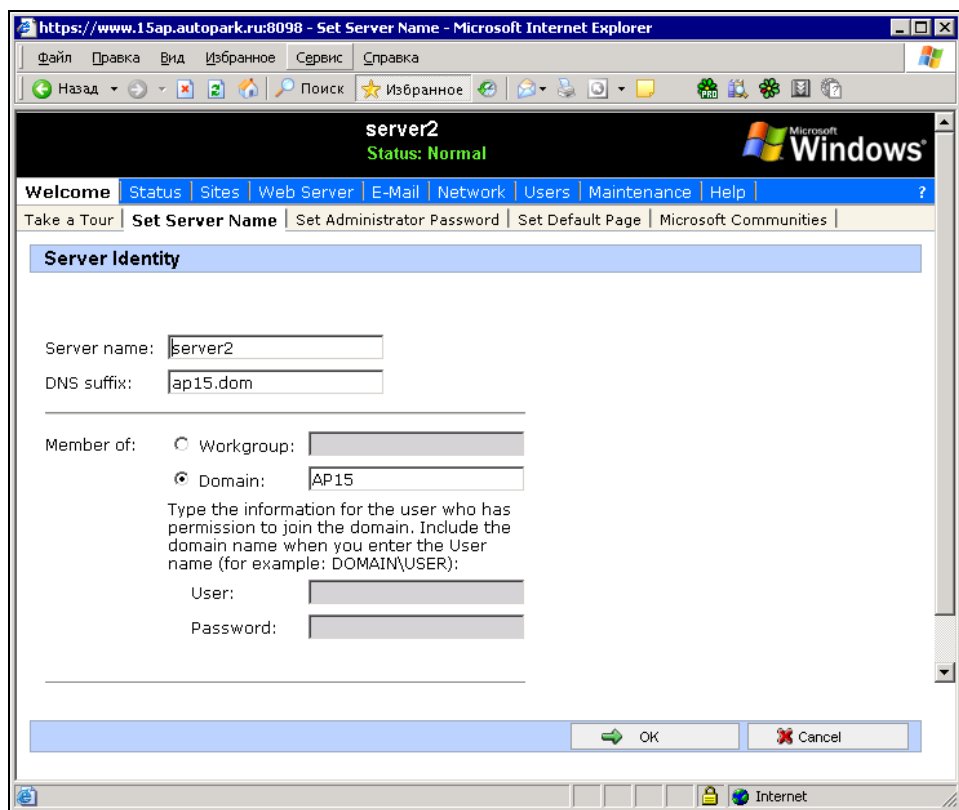 https://www.15ap.autopark.ru:8098 - Set Server Name - Microsoft Internet Explorer
Файл Правка Вид Избранное Сервис Справка
Назад Поиск Избранное PRO
server2
Status: Normal
Microsoft
Windows
Welcome | Status | Sites | Web Server | E-Mail | Network | Users | Maintenance | Help | ?
Take a Tour | Set Server Name | Set Administrator Password | Set Default Page | Microsoft Communities |
Server Identity
Server name: server2
DNS suffix: ap15.dom
Member of: Workgroup:
Domain: AP15
Type the information for the user who has
permission to join the domain. Include the
domain name when you enter the User
name (for example: DOMAIN\USER):
User:
Password:
OK Cancel
Internet